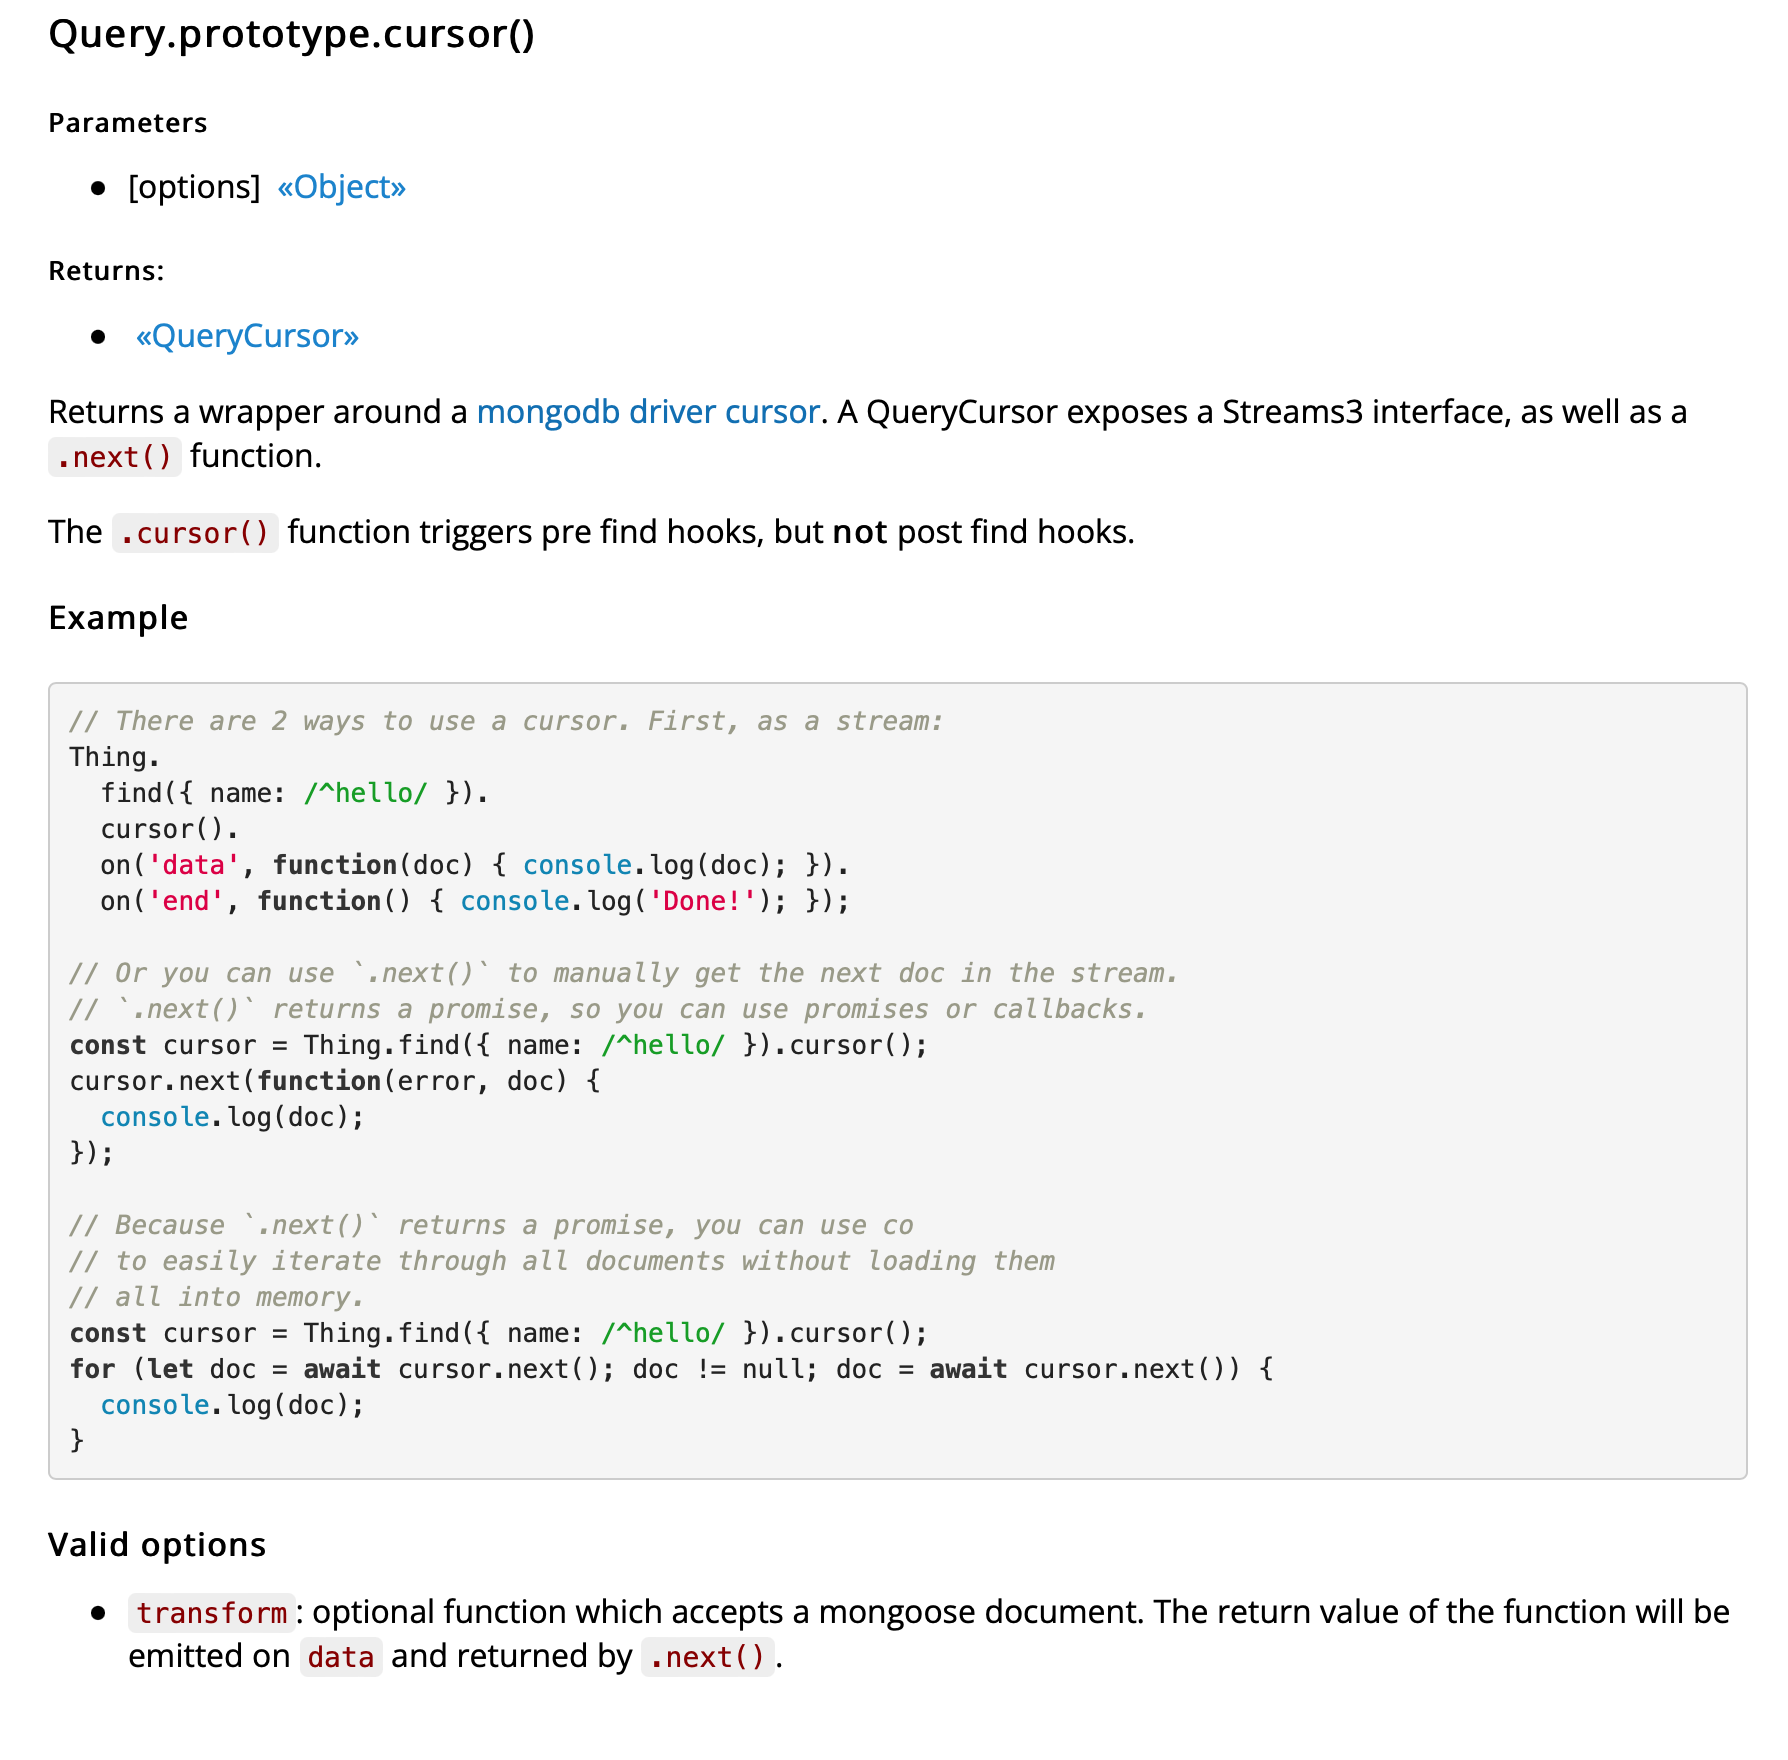 Query.prototype.cursor()
Parameters
• [options] «Object»
Returns:
• «QueryCursor»
Returns a wrapper around a mongodb driver cursor. A QueryCursor exposes a Streams3 interface, as well as a
.next() function.
The .cursor() function triggers pre find hooks, but not post find hooks.
Example
// There are 2 ways to use a cursor. First, as a stream:
Thing.
  find({ name: /^hello/ }).
  cursor().
  on('data', function(doc) { console.log(doc); }).
  on('end', function() { console.log('Done!'); });

// Or you can use `.next()` to manually get the next doc in the stream.
// `.next()` returns a promise, so you can use promises or callbacks.
const cursor = Thing.find({ name: /^hello/ }).cursor();
cursor.next(function(error, doc) {
  console.log(doc);
});

// Because `.next()` returns a promise, you can use co
// to easily iterate through all documents without loading them
// all into memory.
const cursor = Thing.find({ name: /^hello/ }).cursor();
for (let doc = await cursor.next(); doc != null; doc = await cursor.next()) {
  console.log(doc);
}
Valid options
• transform: optional function which accepts a mongoose document. The return value of the function will be
emitted on data and returned by .next().